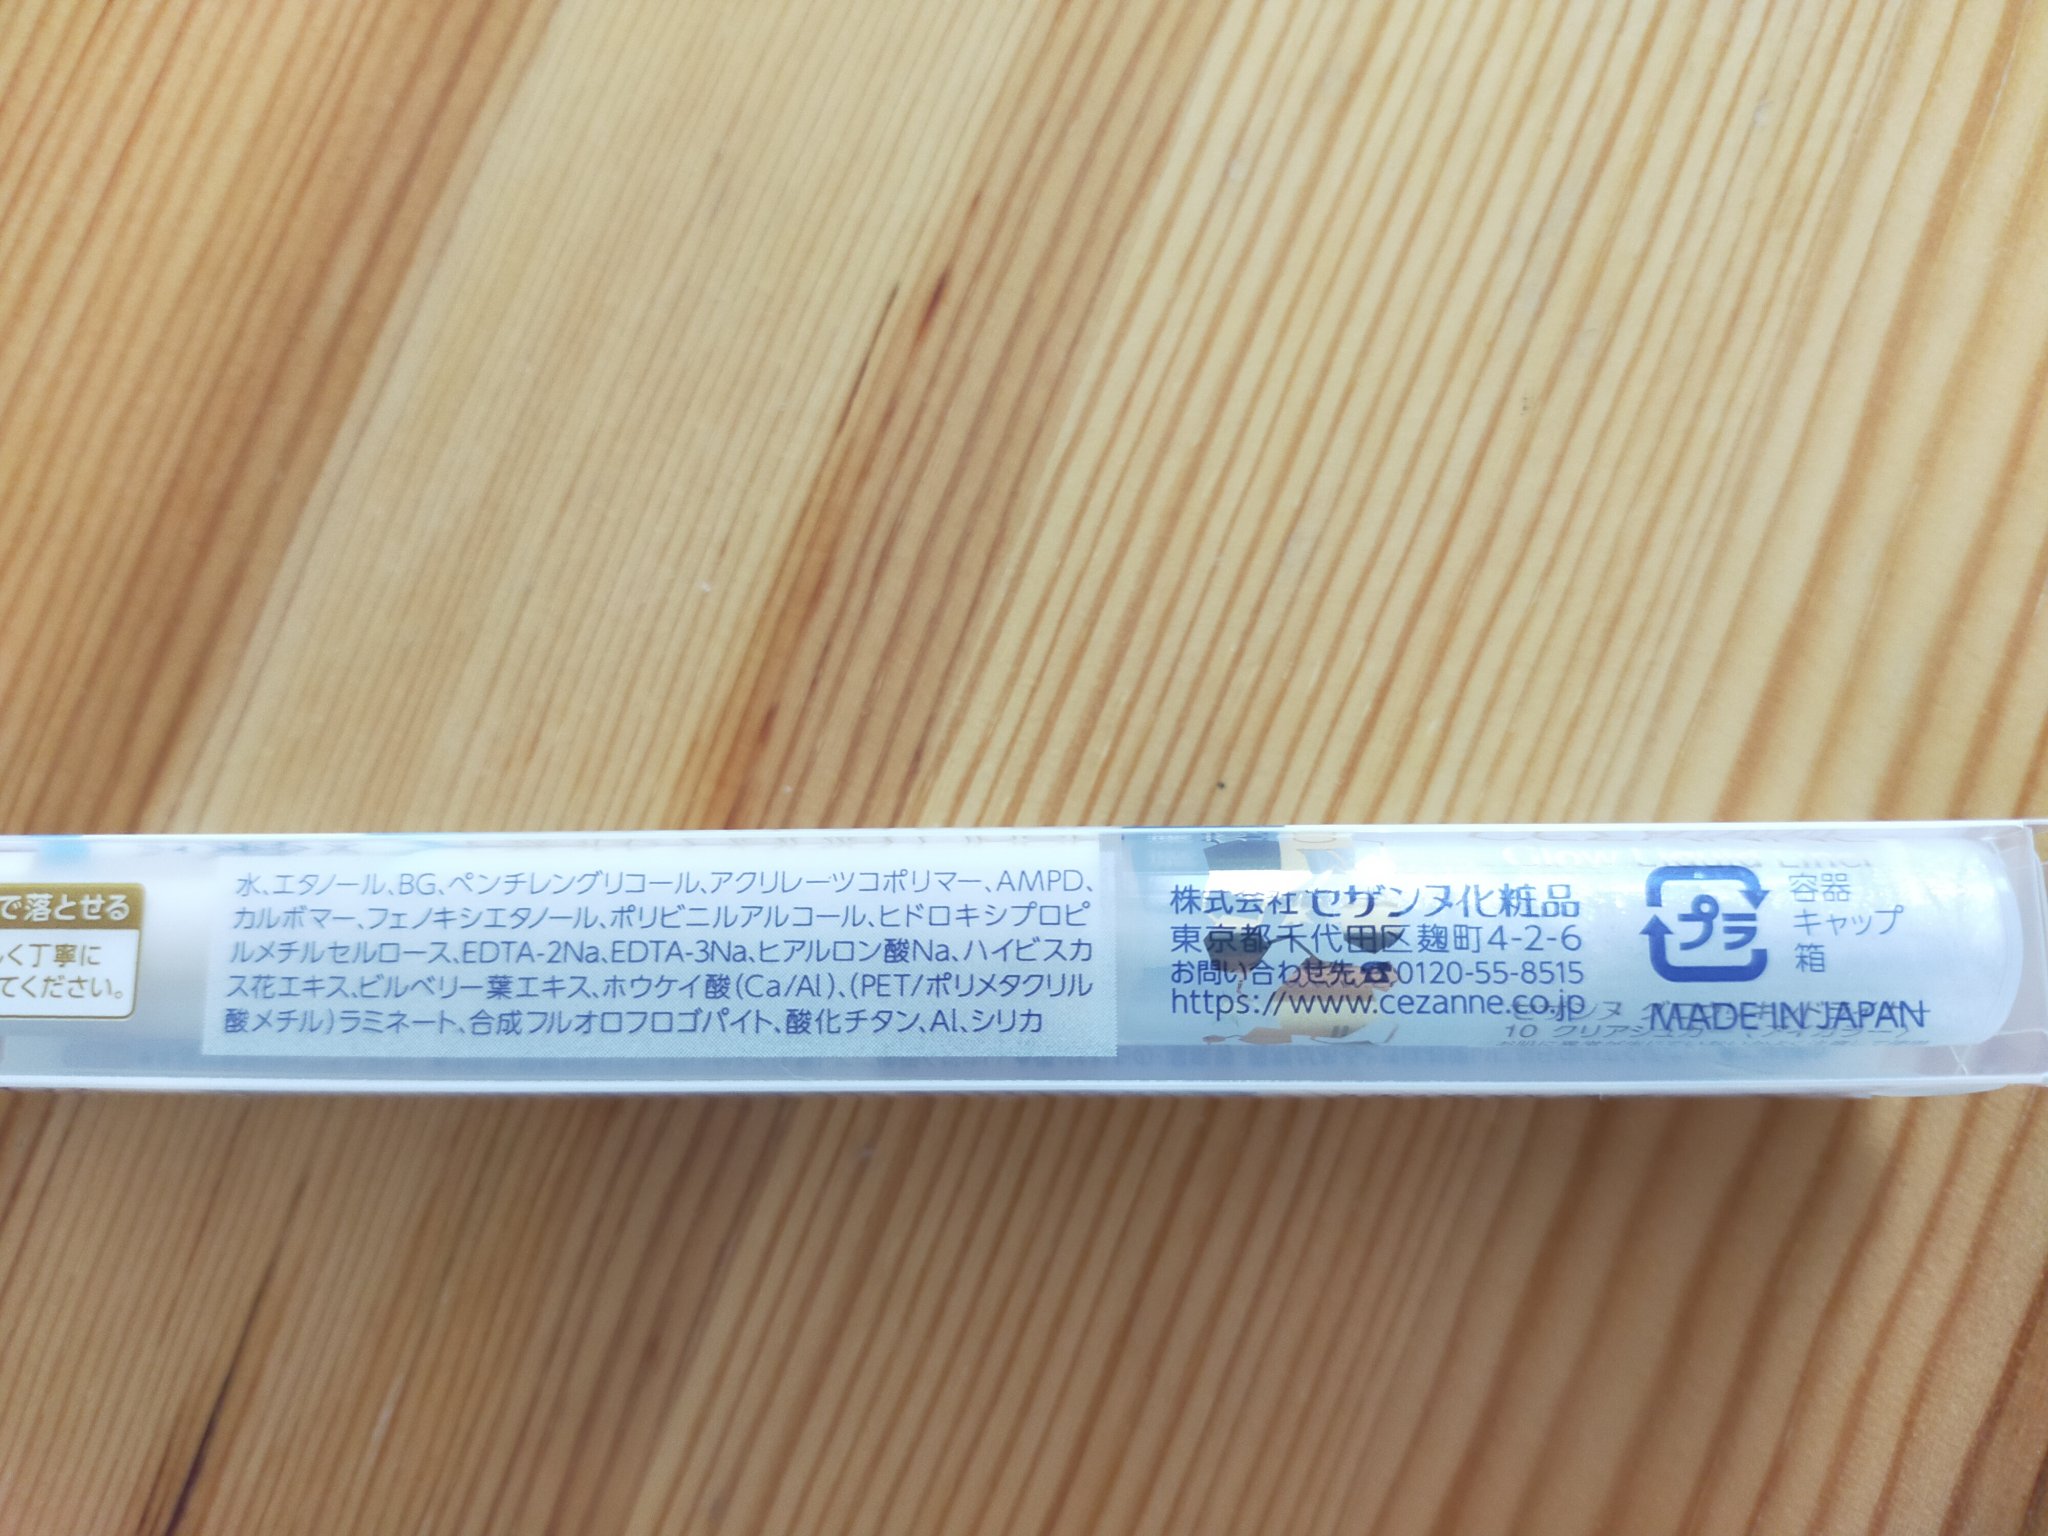 で落とせる
く丁寧に
てください。
水、エタノール、BG、ペンチレングリコール、アクリレーツコポリマー、AMPD、
カルボマー、フェノキシエタノール、ポリビニルアルコール、ヒドロキシプロピ
ルメチルセルロース、EDTA-2Na、EDTA-3Na、ヒアルロン酸Na、ハイビスカ
ス花エキス、ビルベリー葉エキス、ホウケイ酸(Ca/Al)、(PET/ポリメタクリル
酸メチル)ラミネート、合成フルオロフロゴパイト、酸化チタン、Al、シリカ
株式会社 セザンヌ化粧品
東京都千代田区麹町4-2-6
お問い合わせ先☎0120-55-8515
https://www.cezanne.co.jp
プラ
容器
キャップ
箱
MADE IN JAPAN